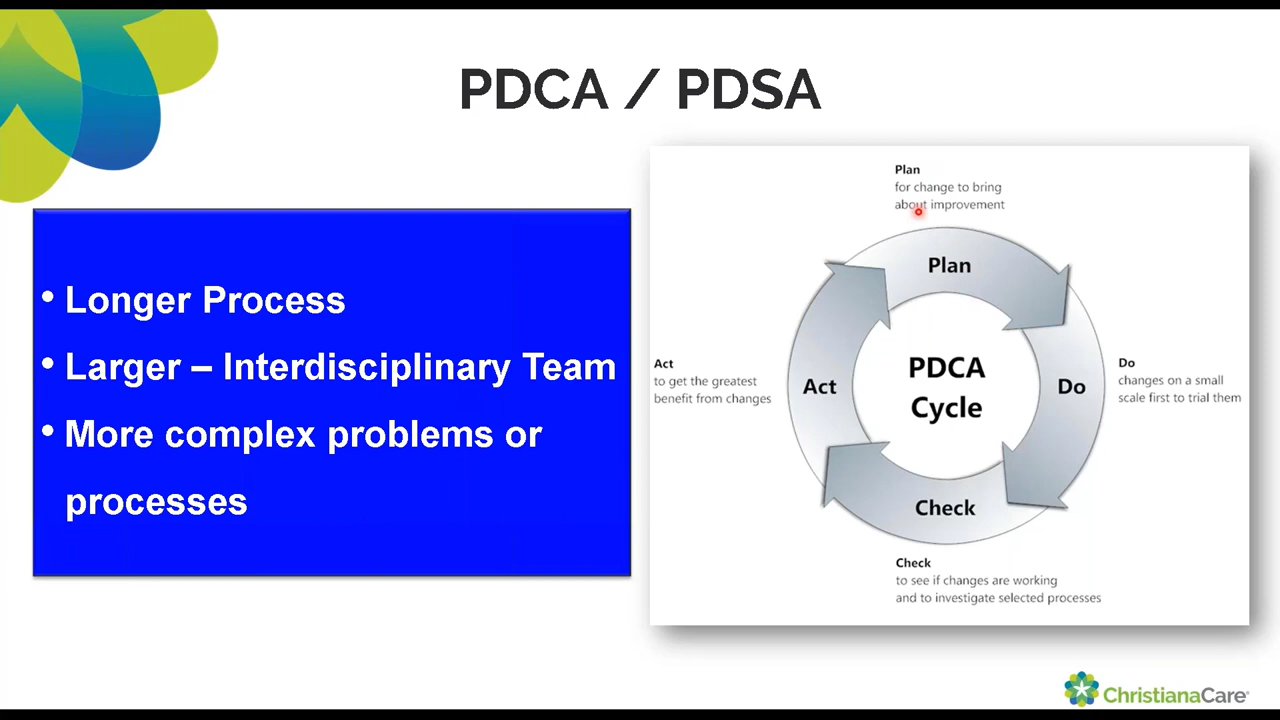 PDCA / PDSA
• Longer Process
• Larger – Interdisciplinary Team
• More complex problems or
processes
Plan
for change to bring
about improvement
Plan
PDCA
Cycle
Act
to get the greatest
benefit from changes
Act
Do
Do
changes on a small
scale first to trial them
Check
Check
to see if changes are working
and to investigate selected processes
ChristianaCare®